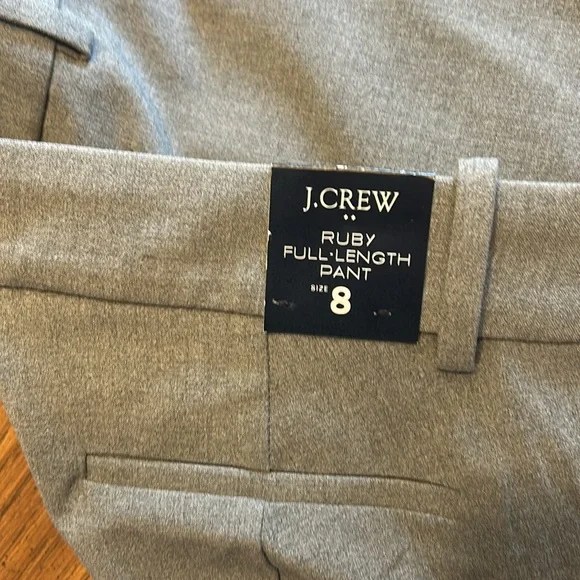 J.CREW
RUBY
FULL-LENGTH
PANT
SIZE 8